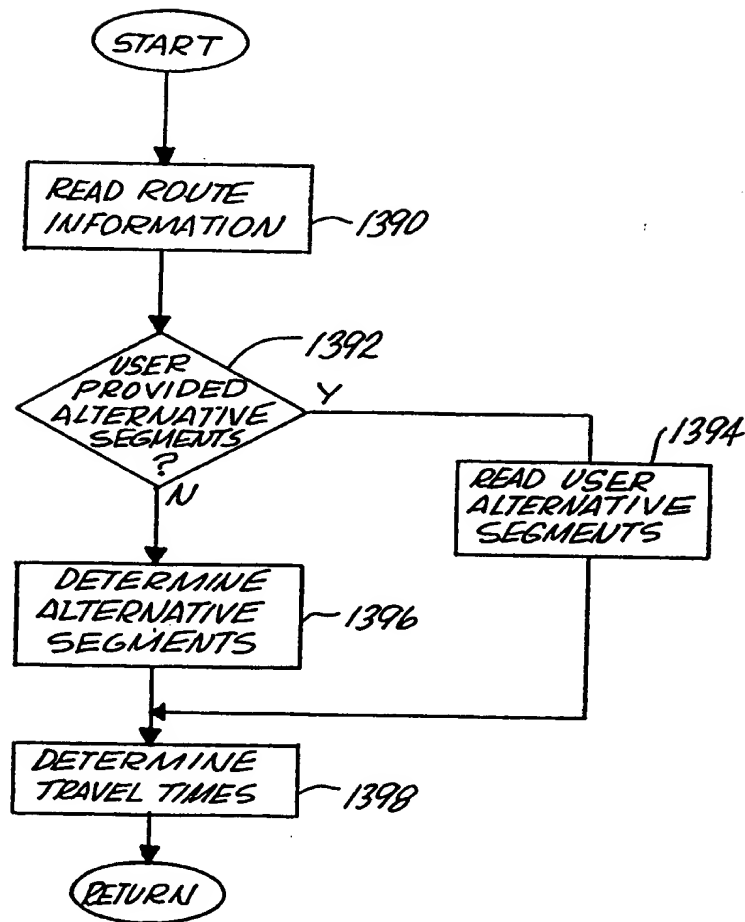 START
READ ROUTE
INFORMATION
1390
1392
USER
PROVIDED
ALTERNATIVE
SEGMENTS
?
Y
N
1394
READ USER
ALTERNATIVE
SEGMENTS
DETERMINE
ALTERNATIVE
SEGMENTS
1396
DETERMINE
TRAVEL TIMES
1398
RETURN